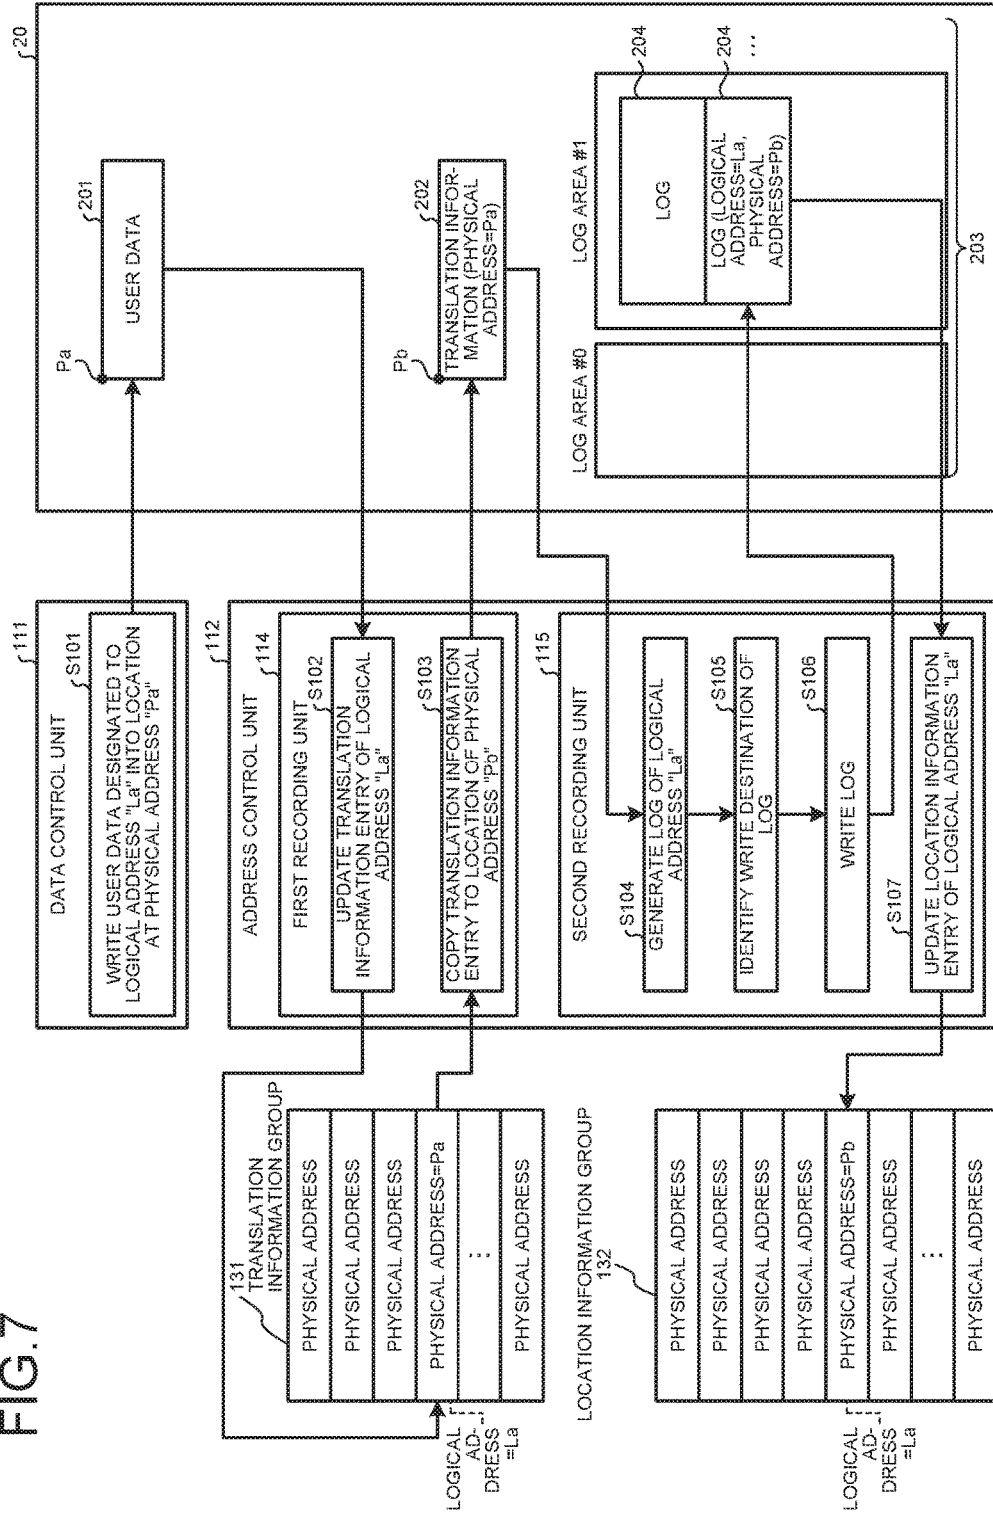 FIG.7
131
TRANSLATION
INFORMATION GROUP
PHYSICAL ADDRESS
PHYSICAL ADDRESS
PHYSICAL ADDRESS
PHYSICAL ADDRESS=Pa
⋮
PHYSICAL ADDRESS
LOGICAL
AD-
DRESS
=La
LOCATION INFORMATION GROUP
132
PHYSICAL ADDRESS
PHYSICAL ADDRESS
PHYSICAL ADDRESS
PHYSICAL ADDRESS
PHYSICAL ADDRESS=Pb
PHYSICAL ADDRESS
⋮
PHYSICAL ADDRESS
LOGICAL
AD-
DRESS
=La
111
DATA CONTROL UNIT
S101
WRITE USER DATA DESIGNATED TO
LOGICAL ADDRESS "La" INTO LOCATION
AT PHYSICAL ADDRESS "Pa"
112
ADDRESS CONTROL UNIT
114
FIRST RECORDING UNIT
S102
UPDATE TRANSLATION
INFORMATION ENTRY OF LOGICAL
ADDRESS "La"
S103
COPY TRANSLATION INFORMATION
ENTRY TO LOCATION OF PHYSICAL
ADDRESS "Pb"
115
SECOND RECORDING UNIT
S104
GENERATE LOG OF LOGICAL
ADDRESS "La"
S105
IDENTIFY WRITE DESTINATION OF
LOG
S106
WRITE LOG
S107
UPDATE LOCATION INFORMATION
ENTRY OF LOGICAL ADDRESS "La"
20
Pa
201
USER DATA
Pb
202
TRANSLATION INFOR-
MATION (PHYSICAL
ADDRESS=Pa)
LOG AREA #0
LOG AREA #1
LOG
204
LOG (LOGICAL
ADDRESS=La,
PHYSICAL
ADDRESS=Pb)
204
...
203